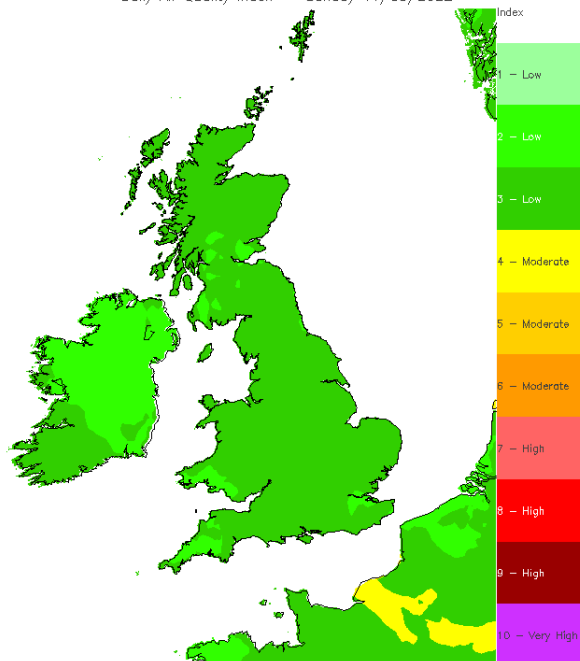 Index
1 - Low
2 - Low
3 - Low
4 - Moderate
5 - Moderate
6 - Moderate
7 - High
8 - High
9 - High
10 - Very High